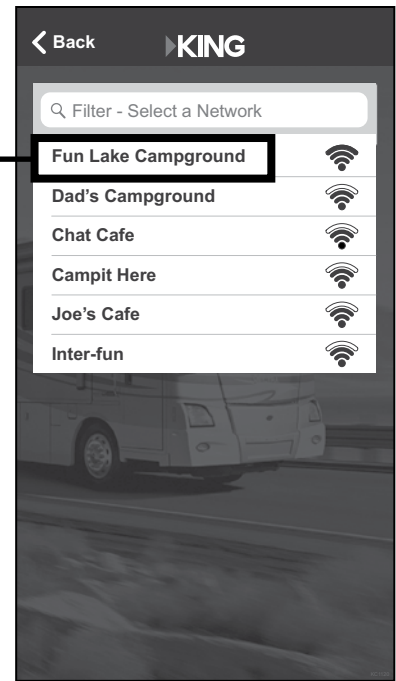 Back
KING
Filter - Select a Network
Fun Lake Campground
Dad's Campground
Chat Cafe
Campit Here
Joe's Cafe
Inter-fun